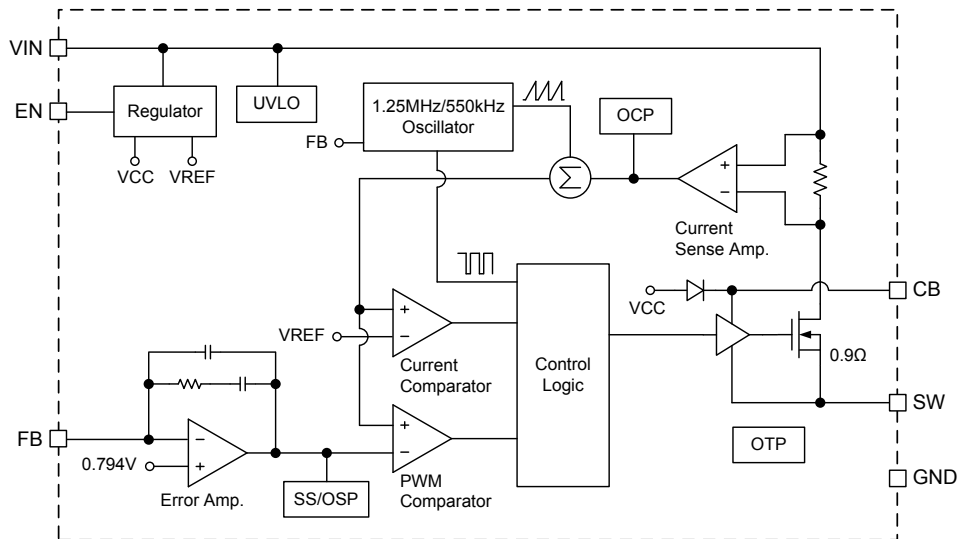 VIN
EN
Regulator
VCC
VREF
UVLO
1.25MHz/550kHz
Oscillator
FB
OCP
Σ
+
−
Current
Sense Amp.
VCC
CB
VREF
+
−
Current
Comparator
Control
Logic
0.9Ω
SW
FB
0.794V
−
+
Error Amp.
SS/OSP
+
−
PWM
Comparator
OTP
GND